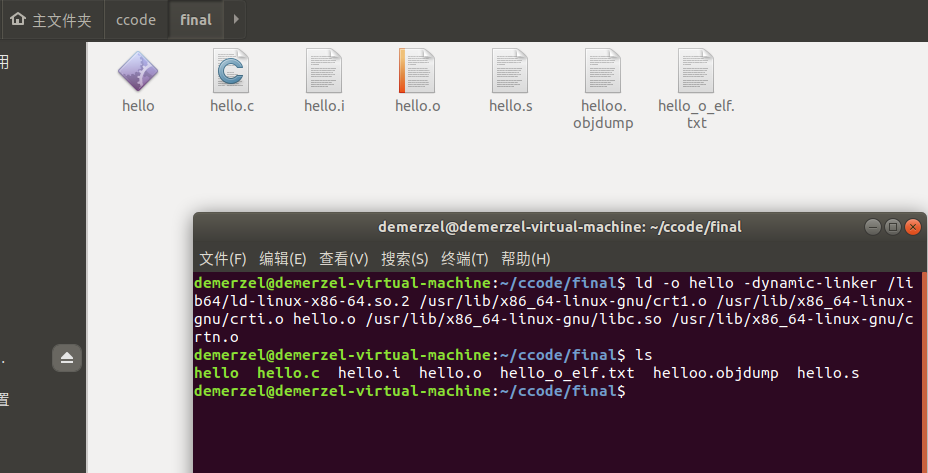 主文件夹 ccode final
用
hello hello.c hello.i hello.o hello.s helloo. hello_o_elf.
objdump txt
demerzel@demerzel-virtual-machine: ~/ccode/final
文件(F) 编辑(E) 查看(V) 搜索(S) 终端(T) 帮助(H)
demerzel@demerzel-virtual-machine:~/ccode/final$ ld -o hello -dynamic-linker /li
b64/ld-linux-x86-64.so.2 /usr/lib/x86_64-linux-gnu/crt1.o /usr/lib/x86_64-linux-
gnu/crti.o hello.o /usr/lib/x86_64-linux-gnu/libc.so /usr/lib/x86_64-linux-gnu/c
rtn.o
demerzel@demerzel-virtual-machine:~/ccode/final$ ls
hello hello.c hello.i hello.o hello_o_elf.txt helloo.objdump hello.s
demerzel@demerzel-virtual-machine:~/ccode/final$
置